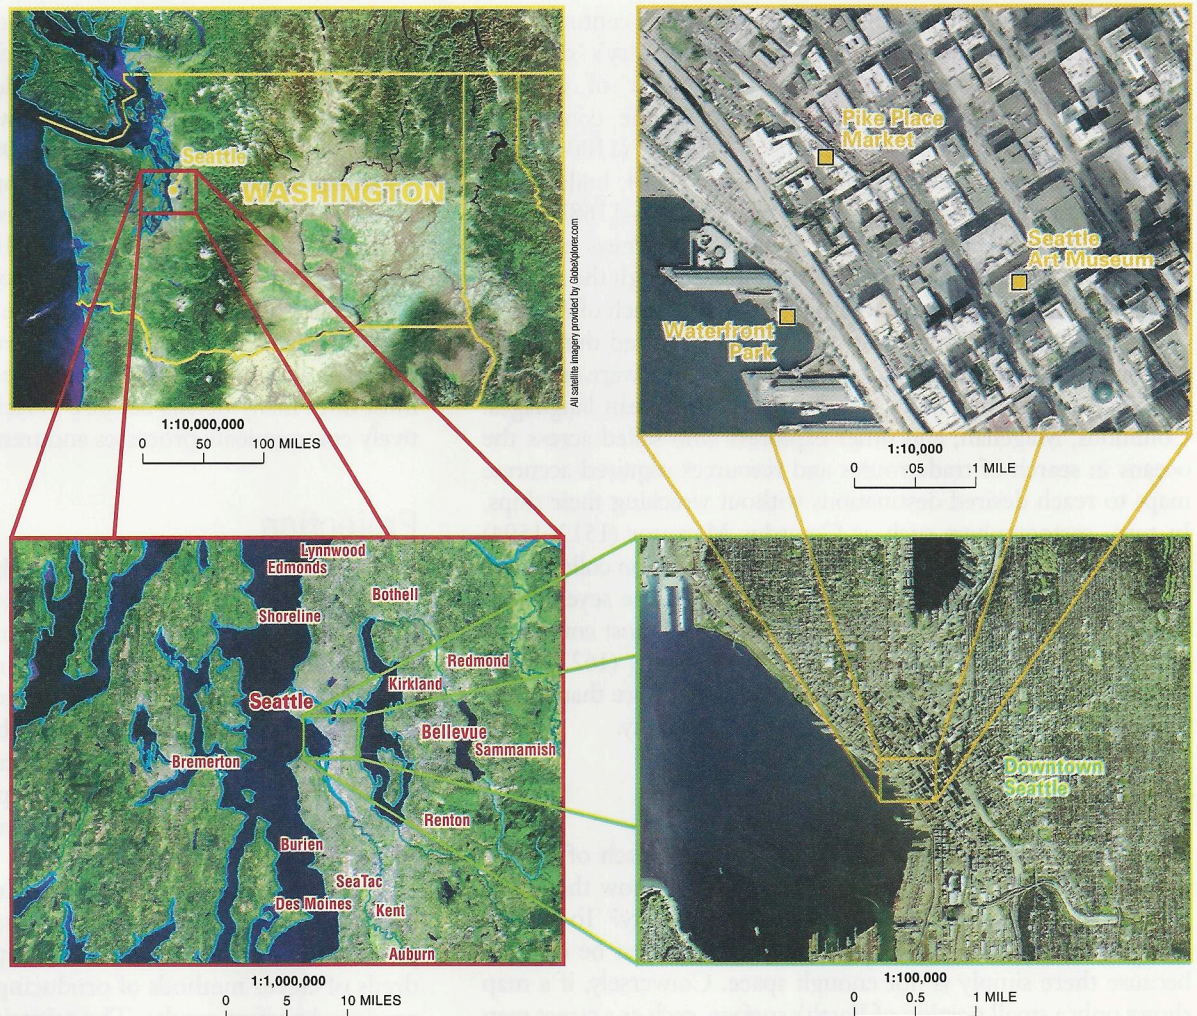 Seattle
WASHINGTON
All satellite imagery provided by GlobeXplorer.com
1:10,000,000
0 50 100 MILES
Pike Place
Market
Seattle
Art Museum
Waterfront
Park
1:10,000
0 .05 .1 MILE
Lynnwood
Edmonds
Bothell
Shoreline
Redmond
Kirkland
Seattle
Bellevue
Sammamish
Bremerton
Renton
Burien
SeaTac
Des Moines
Kent
Auburn
1:1,000,000
0 5 10 MILES
Downtown
Seattle
1:100,000
0 0.5 1 MILE